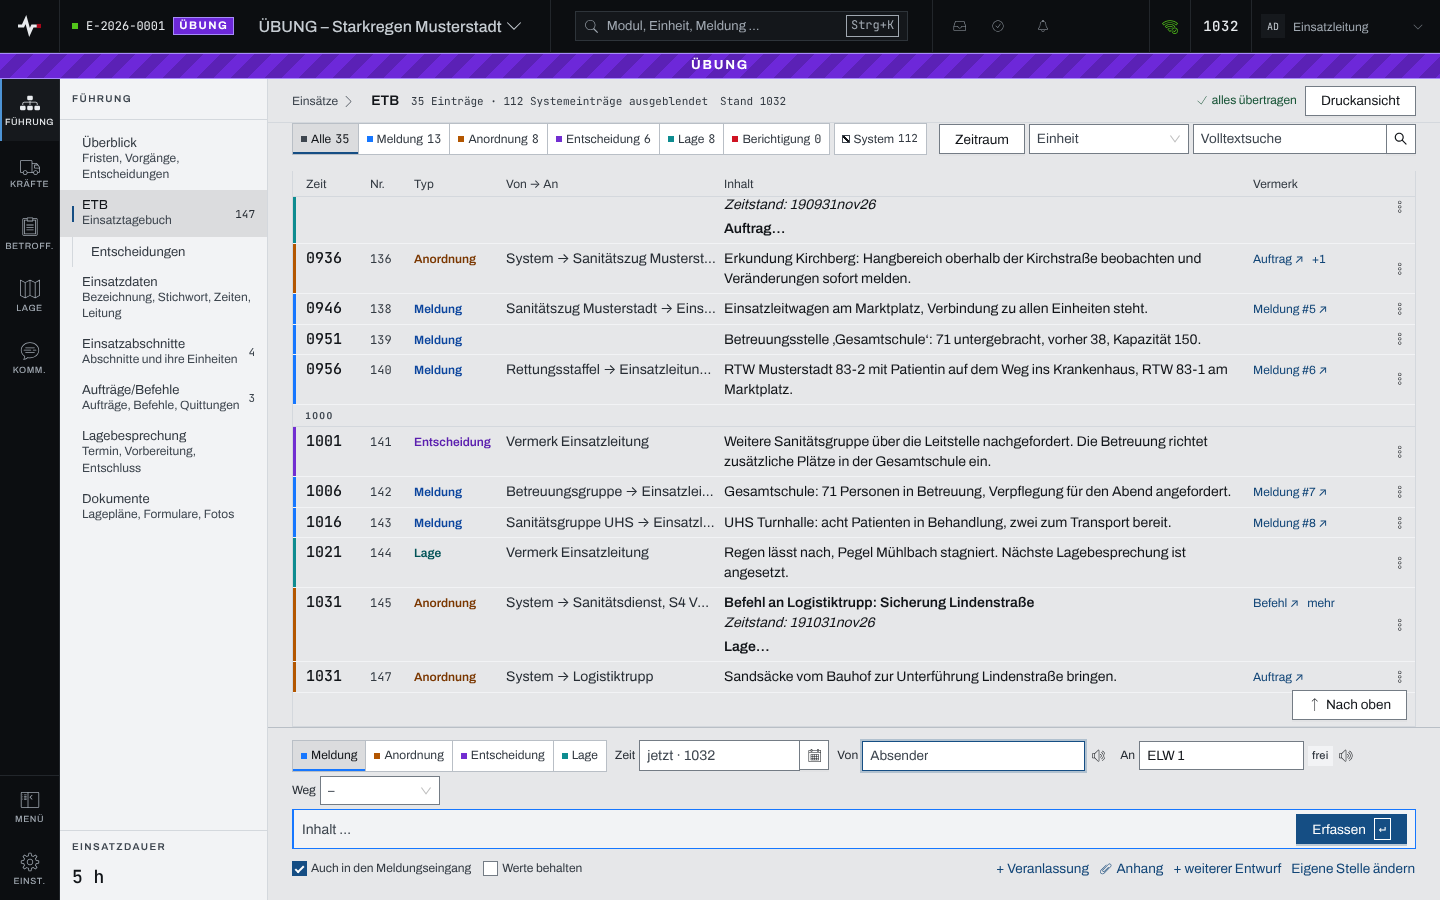 E-2026-0001 ÜBUNG ÜBUNG – Starkregen Musterstadt Modul, Einheit, Meldung ... Strg+K 1032 AD Einsatzleitung
ÜBUNG
FÜHRUNG
KRÄFTE
BETROFF.
LAGE
KOMM.
MENÜ
EINST.
FÜHRUNG
Überblick
Fristen, Vorgänge,
Entscheidungen
ETB
Einsatztagebuch 147
Entscheidungen
Einsatzdaten
Bezeichnung, Stichwort, Zeiten,
Leitung
Einsatzabschnitte
Abschnitte und ihre Einheiten 4
Aufträge/Befehle
Aufträge, Befehle, Quittungen 3
Lagebesprechung
Termin, Vorbereitung,
Entschluss
Dokumente
Lagepläne, Formulare, Fotos
EINSATZDAUER
5 h
Einsätze ETB 35 Einträge · 112 Systemeinträge ausgeblendet Stand 1032 alles übertragen Druckansicht
Alle 35 Meldung 13 Anordnung 8 Entscheidung 6 Lage 8 Berichtigung 0 System 112 Zeitraum Einheit Volltextsuche
Zeit Nr. Typ Von → An Inhalt Vermerk
Zeitstand: 190931nov26
Auftrag...
0936 136 Anordnung System → Sanitätszug Musterst... Erkundung Kirchberg: Hangbereich oberhalb der Kirchstraße beobachten und Auftrag ↗ +1
Veränderungen sofort melden.
0946 138 Meldung Sanitätszug Musterstadt → Eins... Einsatzleitwagen am Marktplatz, Verbindung zu allen Einheiten steht. Meldung #5 ↗
0951 139 Meldung Betreuungsstelle ‚Gesamtschule‘: 71 untergebracht, vorher 38, Kapazität 150.
0956 140 Meldung Rettungsstaffel → Einsatzleitun... RTW Musterstadt 83-2 mit Patientin auf dem Weg ins Krankenhaus, RTW 83-1 am Meldung #6 ↗
Marktplatz.
1000
1001 141 Entscheidung Vermerk Einsatzleitung Weitere Sanitätsgruppe über die Leitstelle nachgefordert. Die Betreuung richtet
zusätzliche Plätze in der Gesamtschule ein.
1006 142 Meldung Betreuungsgruppe → Einsatzlei... Gesamtschule: 71 Personen in Betreuung, Verpflegung für den Abend angefordert. Meldung #7 ↗
1016 143 Meldung Sanitätsgruppe UHS → Einsatzl... UHS Turnhalle: acht Patienten in Behandlung, zwei zum Transport bereit. Meldung #8 ↗
1021 144 Lage Vermerk Einsatzleitung Regen lässt nach, Pegel Mühlbach stagniert. Nächste Lagebesprechung ist
angesetzt.
1031 145 Anordnung System → Sanitätsdienst, S4 V... Befehl an Logistiktrupp: Sicherung Lindenstraße Befehl ↗ mehr
Zeitstand: 191031nov26
Lage...
1031 147 Anordnung System → Logistiktrupp Sandsäcke vom Bauhof zur Unterführung Lindenstraße bringen. Auftrag ↗
↑ Nach oben
Meldung Anordnung Entscheidung Lage Zeit jetzt · 1032 Von Absender An ELW 1 frei
Weg –
Inhalt ... Erfassen ↵
Auch in den Meldungseingang Werte behalten + Veranlassung Anhang + weiterer Entwurf Eigene Stelle ändern